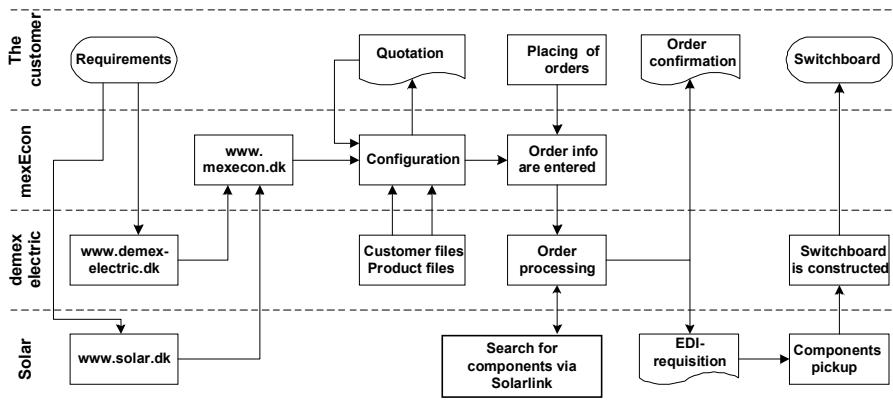 The
customer
Requirements
Quotation
Placing of
orders
Order
confirmation
Switchboard
mexEcon
www.
mexecon.dk
Configuration
Order info
are entered
demex
electric
www.demex-
electric.dk
Customer files
Product files
Order
processing
Switchboard
is constructed
Solar
www.solar.dk
Search for
components via
Solarlink
EDI-
requisition
Components
pickup